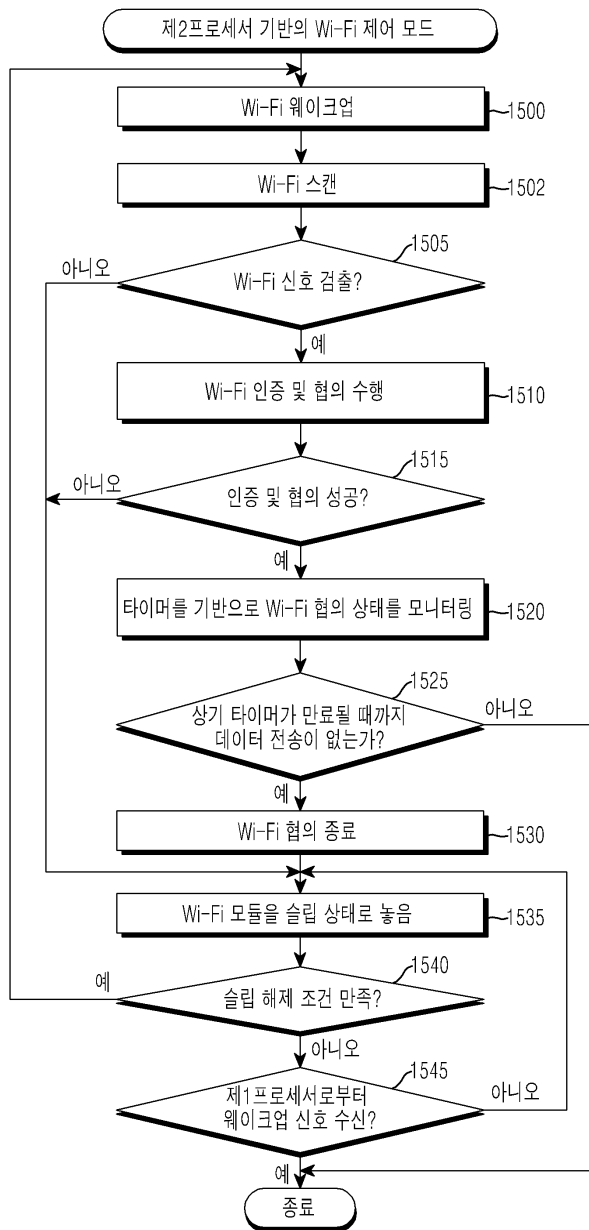 제2프로세서 기반의 Wi-Fi 제어 모드
Wi-Fi 웨이크업
1500
Wi-Fi 스캔
1502
1505
아니오
Wi-Fi 신호 검출?
예
Wi-Fi 인증 및 협의 수행
1510
1515
아니오
인증 및 협의 성공?
예
타이머를 기반으로 Wi-Fi 협의 상태를 모니터링
1520
1525
상기 타이머가 만료될 때까지
데이터 전송이 없는가?
아니오
예
Wi-Fi 협의 종료
1530
Wi-Fi 모듈을 슬립 상태로 놓음
1535
1540
예
슬립 해제 조건 만족?
아니오
1545
제1프로세서로부터
웨이크업 신호 수신?
아니오
예
종료